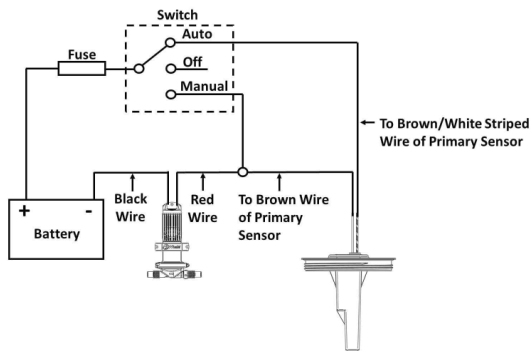 Switch
Auto
Fuse
Off
Manual
To Brown/White Striped
Wire of Primary Sensor
Black
Wire
Red
Wire
To Brown Wire
of Primary
Sensor
+ -
Battery